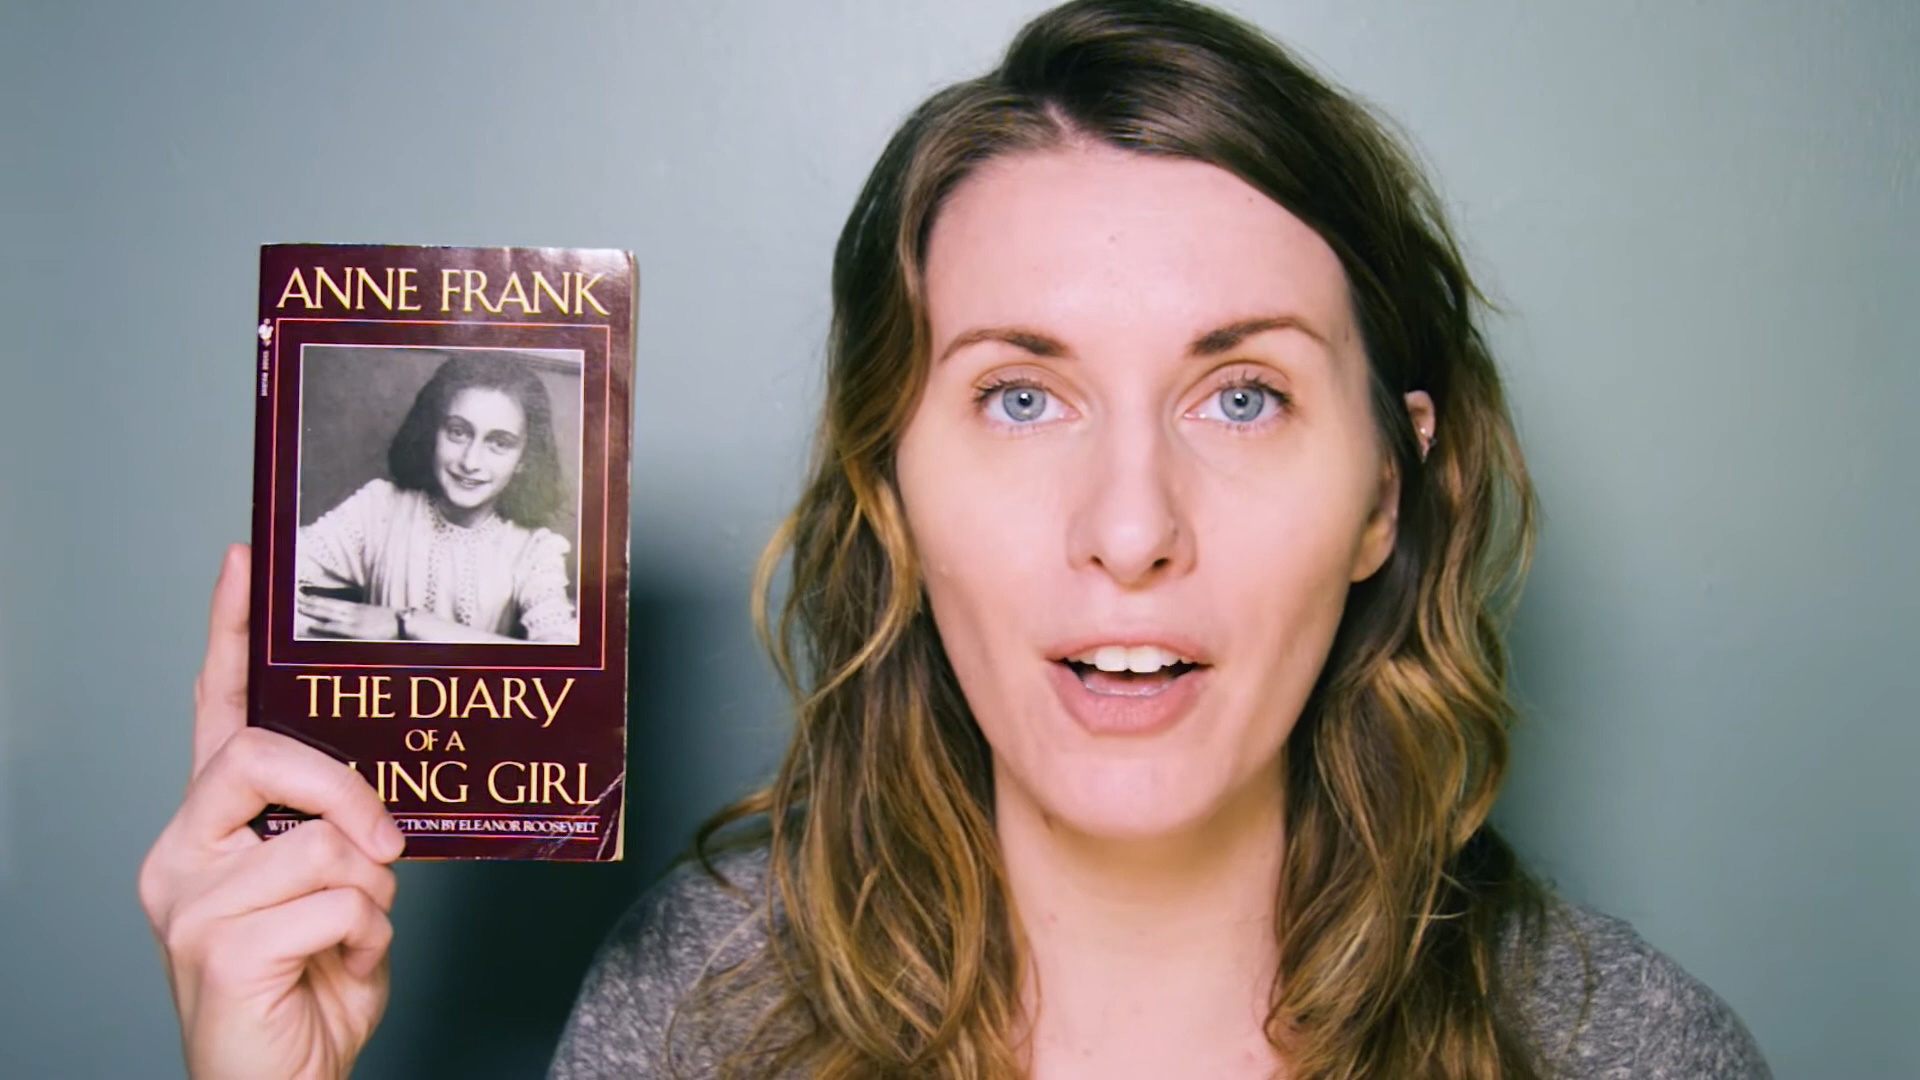 ANNE FRANK
THE DIARY
OF A
GIRL
BY ELEANOR ROOSEVELT